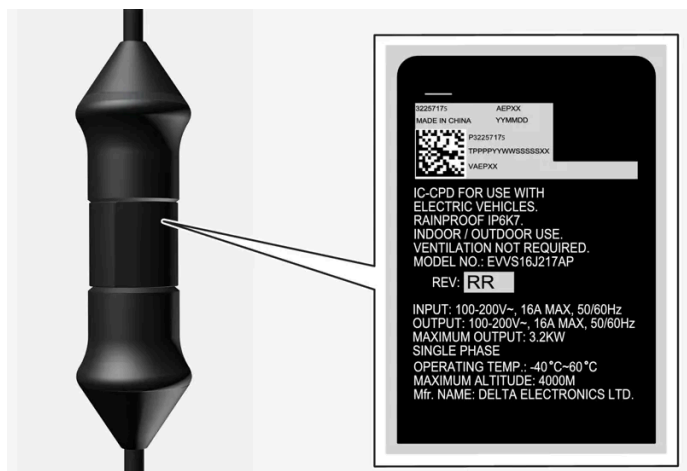 3225717S AEPXX
MADE IN CHINA YYMMDD
P3225717S
TPPPPYYWWSSSSSXX
VAEPXX
IC-CPD FOR USE WITH
ELECTRIC VEHICLES.
RAINPROOF IP6K7.
INDOOR / OUTDOOR USE.
VENTILATION NOT REQUIRED.
MODEL NO.: EVVS16J217AP
REV: RR
INPUT: 100-200V~, 16A MAX, 50/60Hz
OUTPUT: 100-200V~, 16A MAX, 50/60Hz
MAXIMUM OUTPUT: 3.2KW
SINGLE PHASE
OPERATING TEMP.: -40°C~60°C
MAXIMUM ALTITUDE: 4000M
Mfr. NAME: DELTA ELECTRONICS LTD.